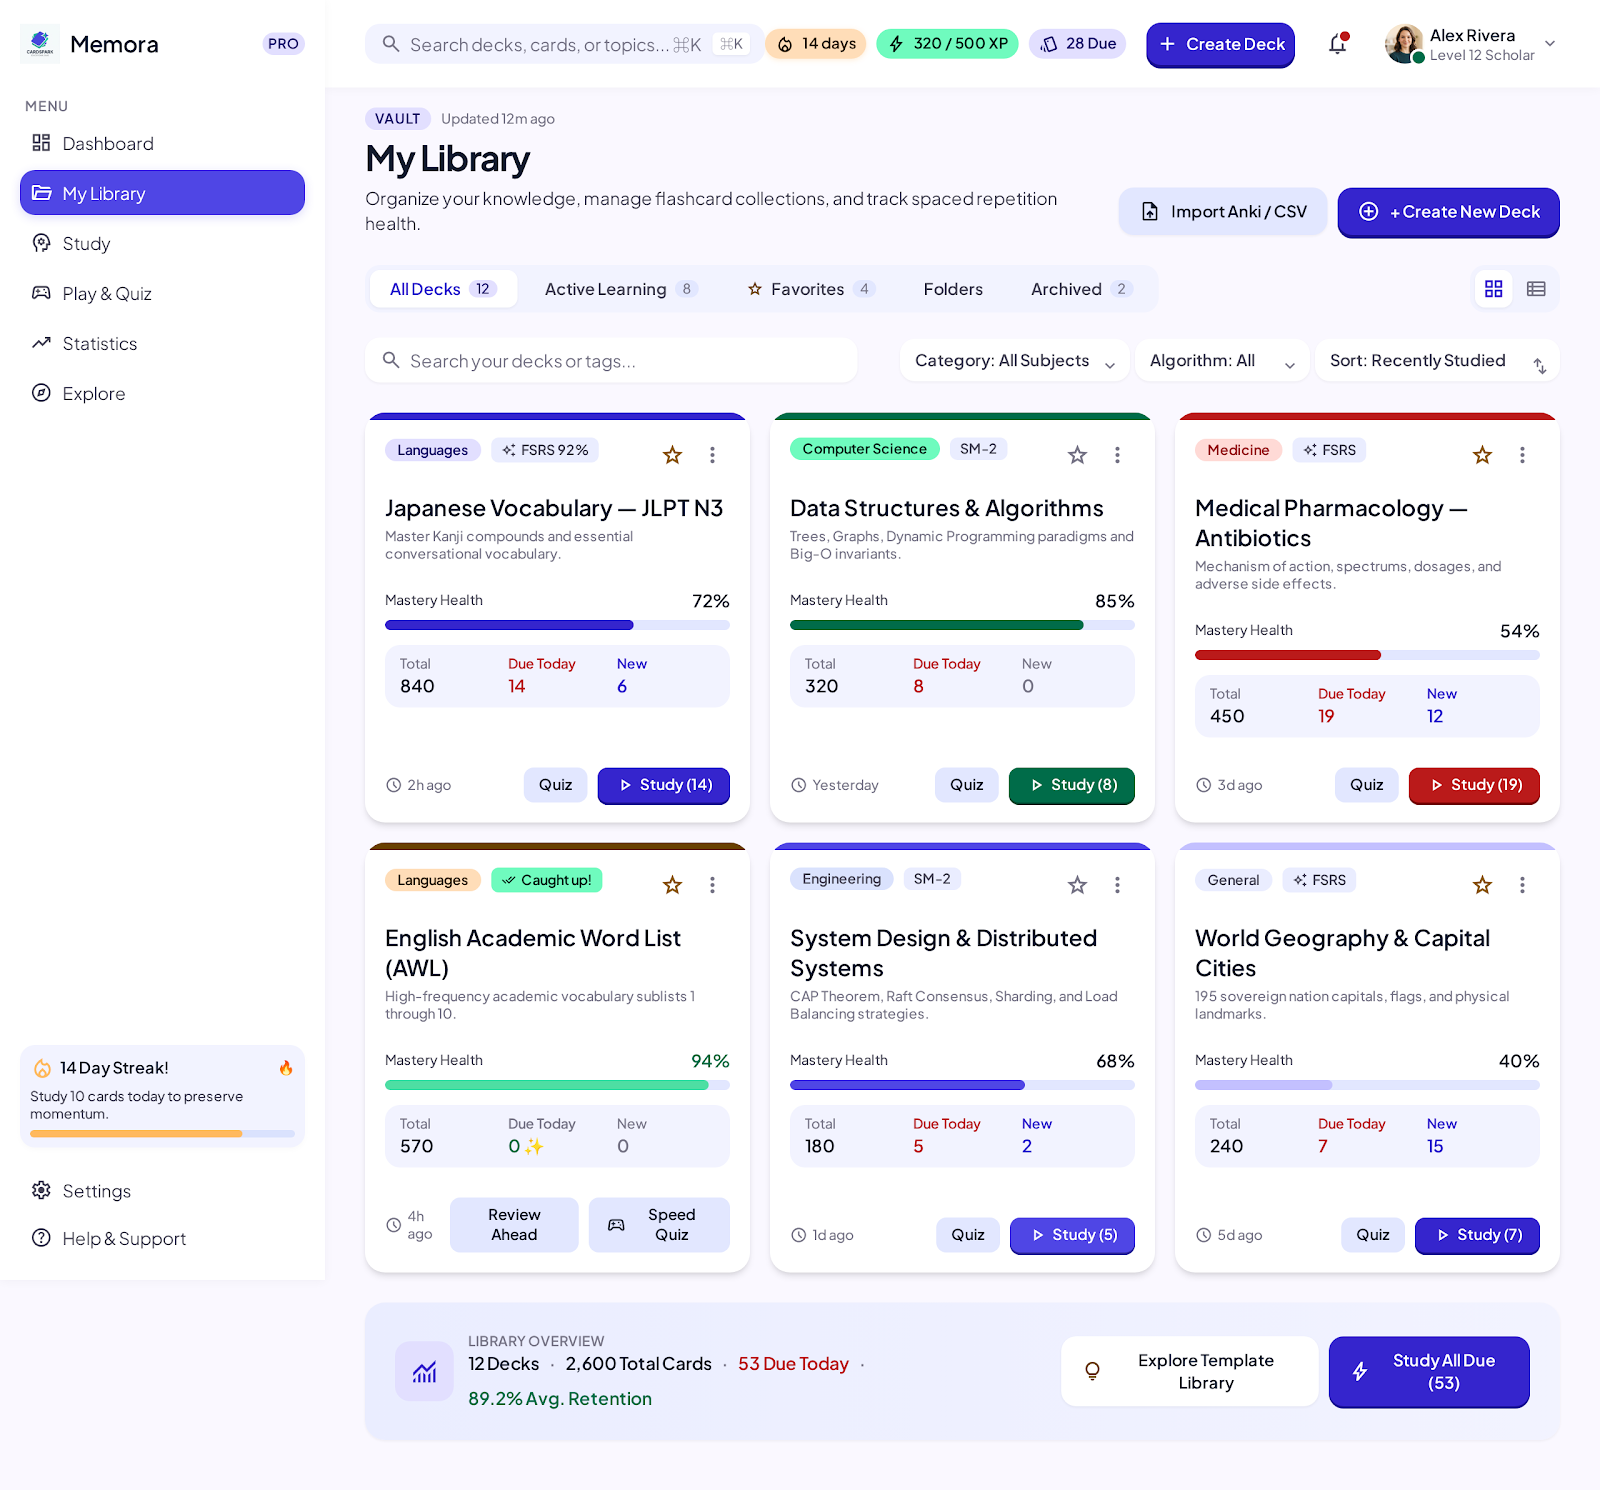 Memora
PRO
MENU
Dashboard
My Library
Study
Play & Quiz
Statistics
Explore
14 Day Streak! 🔥
Study 10 cards today to preserve
momentum.
Settings
Help & Support
Search decks, cards, or topics... ⌘K ⌘K
14 days
320 / 500 XP
28 Due
+ Create Deck
Alex Rivera
Level 12 Scholar
VAULT Updated 12m ago
My Library
Organize your knowledge, manage flashcard collections, and track spaced repetition
health.
Import Anki / CSV
+ Create New Deck
All Decks 12
Active Learning 8
Favorites 4
Folders
Archived 2
Search your decks or tags...
Category: All Subjects
Algorithm: All
Sort: Recently Studied
Languages FSRS 92%
Japanese Vocabulary — JLPT N3
Master Kanji compounds and essential
conversational vocabulary.
Mastery Health 72%
Total Due Today New
840 14 6
2h ago Quiz Study (14)
Computer Science SM-2
Data Structures & Algorithms
Trees, Graphs, Dynamic Programming paradigms and
Big-O invariants.
Mastery Health 85%
Total Due Today New
320 8 0
Yesterday Quiz Study (8)
Medicine FSRS
Medical Pharmacology —
Antibiotics
Mechanism of action, spectrums, dosages, and
adverse side effects.
Mastery Health 54%
Total Due Today New
450 19 12
3d ago Quiz Study (19)
Languages Caught up!
English Academic Word List
(AWL)
High-frequency academic vocabulary sublists 1
through 10.
Mastery Health 94%
Total Due Today New
570 0 ✨ 0
4h
ago
Review
Ahead
Speed
Quiz
Engineering SM-2
System Design & Distributed
Systems
CAP Theorem, Raft Consensus, Sharding, and Load
Balancing strategies.
Mastery Health 68%
Total Due Today New
180 5 2
1d ago Quiz Study (5)
General FSRS
World Geography & Capital
Cities
195 sovereign nation capitals, flags, and physical
landmarks.
Mastery Health 40%
Total Due Today New
240 7 15
5d ago Quiz Study (7)
LIBRARY OVERVIEW
12 Decks · 2,600 Total Cards · 53 Due Today ·
89.2% Avg. Retention
Explore Template
Library
Study All Due
(53)